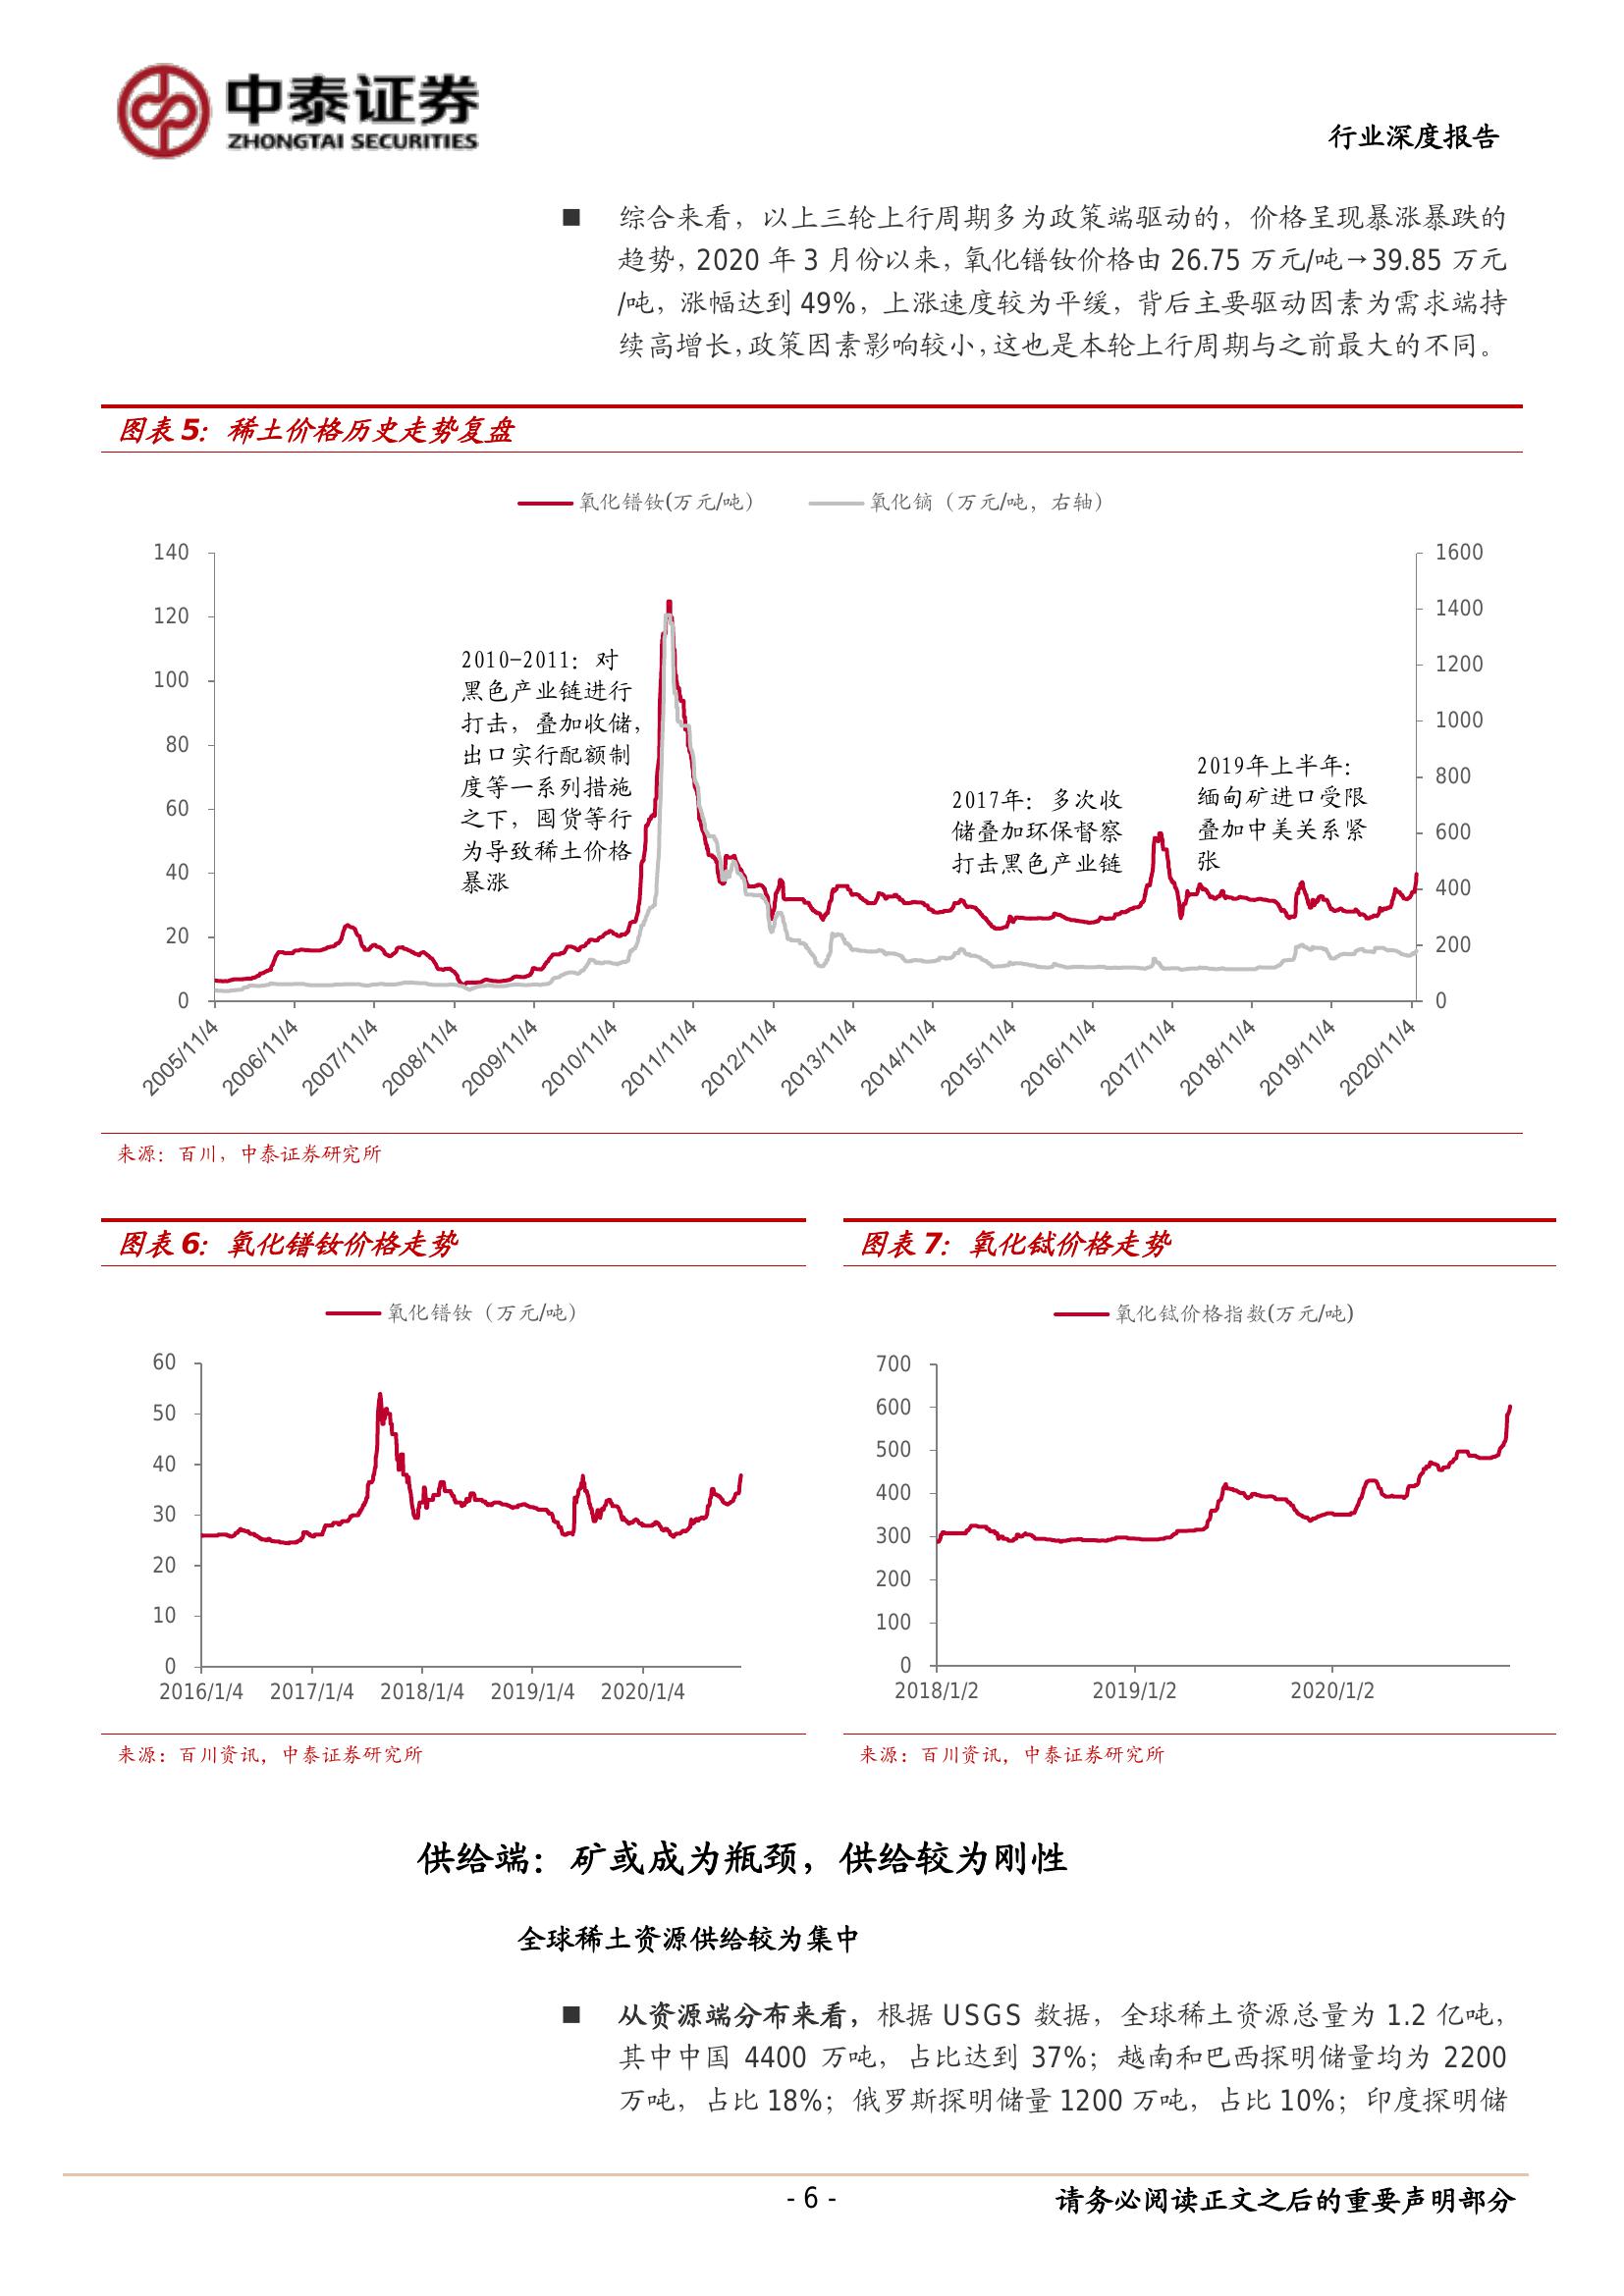 中泰证券
ZHONGTAI SECURITIES
行业深度报告
■ 综合来看，以上三轮上行周期多为政策端驱动的，价格呈现暴涨暴跌的
趋势，2020 年 3 月份以来，氧化镨钕价格由 26.75 万元/吨→39.85 万元
/吨，涨幅达到 49%，上涨速度较为平缓，背后主要驱动因素为需求端持
续高增长，政策因素影响较小，这也是本轮上行周期与之前最大的不同。
图表 5：稀土价格历史走势复盘
氧化镨钕(万元/吨) 氧化镝（万元/吨，右轴）
140
120
100
80
60
40
20
0
1600
1400
1200
1000
800
600
400
200
0
2010-2011：对
黑色产业链进行
打击，叠加收储，
出口实行配额制
度等一系列措施
之下，囤货等行
为导致稀土价格
暴涨
2017年：多次收
储叠加环保督察
打击黑色产业链
2019年上半年：
缅甸矿进口受限
叠加中美关系紧
张
2005/11/4 2006/11/4 2007/11/4 2008/11/4 2009/11/4 2010/11/4 2011/11/4 2012/11/4 2013/11/4 2014/11/4 2015/11/4 2016/11/4 2017/11/4 2018/11/4 2019/11/4 2020/11/4
来源：百川，中泰证券研究所
图表 6：氧化镨钕价格走势
氧化镨钕（万元/吨）
60
50
40
30
20
10
0
2016/1/4 2017/1/4 2018/1/4 2019/1/4 2020/1/4
来源：百川资讯，中泰证券研究所
图表 7：氧化铽价格走势
氧化铽价格指数(万元/吨)
700
600
500
400
300
200
100
0
2018/1/2 2019/1/2 2020/1/2
来源：百川资讯，中泰证券研究所
供给端：矿或成为瓶颈，供给较为刚性
全球稀土资源供给较为集中
■ 从资源端分布来看，根据 USGS 数据，全球稀土资源总量为 1.2 亿吨，
其中中国 4400 万吨，占比达到 37%；越南和巴西探明储量均为 2200
万吨，占比 18%；俄罗斯探明储量 1200 万吨，占比 10%；印度探明储
- 6 -
请务必阅读正文之后的重要声明部分